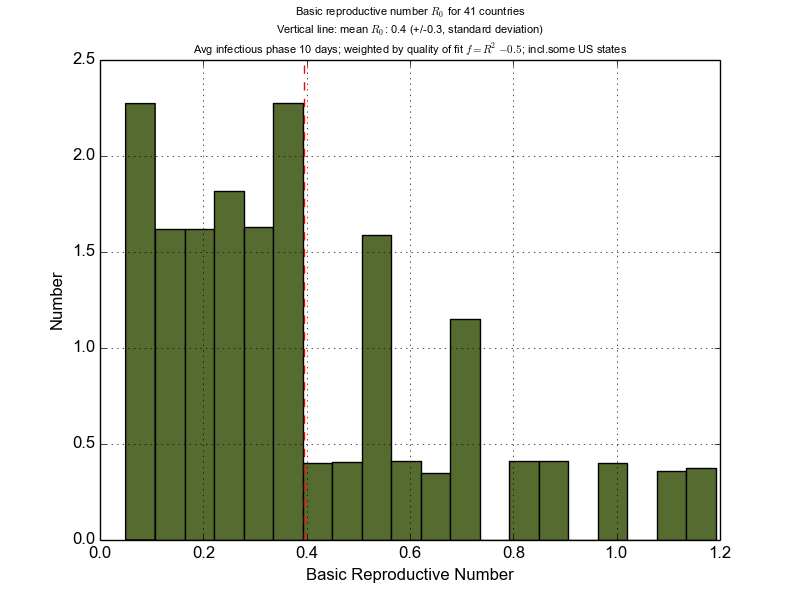 Basic reproductive number R₀ for 41 countries
Vertical line: mean R₀: 0.4 (+/-0.3, standard deviation)
Avg infectious phase 10 days; weighted by quality of fit f=R² −0.5; incl.some US states
2.5
2.0
1.5
1.0
0.5
0.0
Number
0.0 0.2 0.4 0.6 0.8 1.0 1.2
Basic Reproductive Number